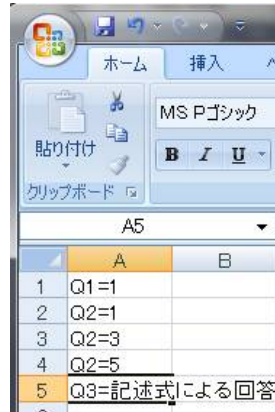 ホーム 挿入
MS Pゴシック
貼り付け
B I U
クリップボード
A5
A B
1 Q1=1
2 Q2=1
3 Q2=3
4 Q2=5
5 Q3=記述式による回答